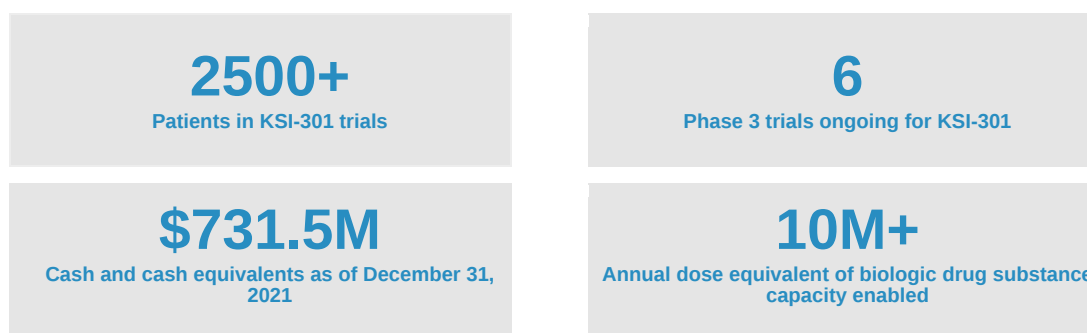 2500+
Patients in KSI-301 trials
6
Phase 3 trials ongoing for KSI-301
$731.5M
Cash and cash equivalents as of December 31,
2021
10M+
Annual dose equivalent of biologic drug substance
capacity enabled